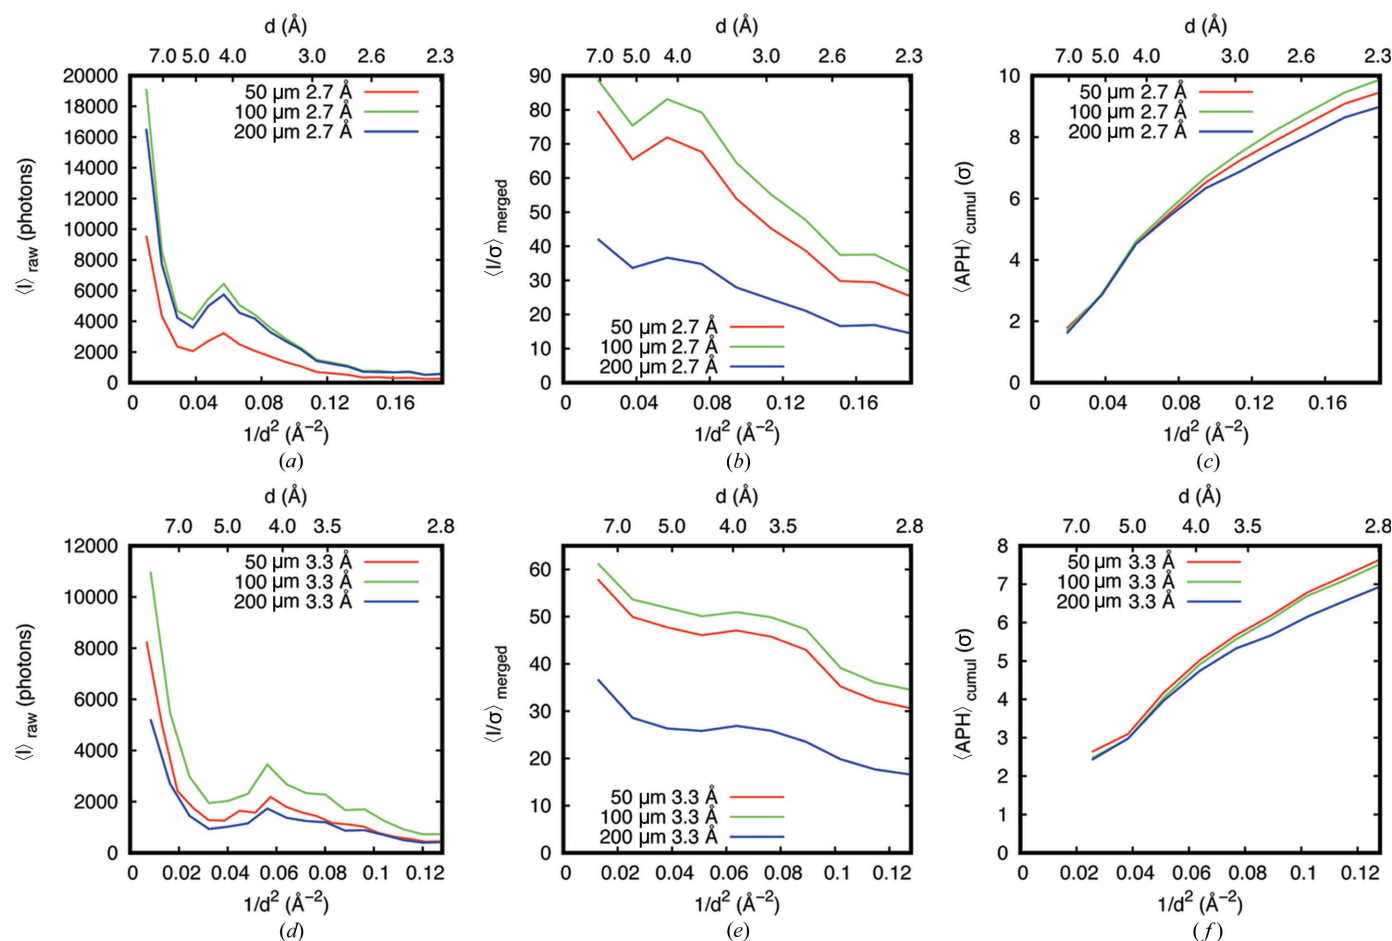 d (Å)
7.0 5.0 4.0 3.0 2.6 2.3
20000
18000
16000
14000
12000
10000
8000
6000
4000
2000
0
⟨I⟩ raw (photons)
50 µm 2.7 Å
100 µm 2.7 Å
200 µm 2.7 Å
0 0.04 0.08 0.12 0.16
1/d² (Å⁻²)
(a)
d (Å)
7.0 5.0 4.0 3.0 2.6 2.3
90
80
70
60
50
40
30
20
10
0
⟨I/σ⟩ merged
50 µm 2.7 Å
100 µm 2.7 Å
200 µm 2.7 Å
0 0.04 0.08 0.12 0.16
1/d² (Å⁻²)
(b)
d (Å)
7.0 5.0 4.0 3.0 2.6 2.3
10
8
6
4
2
0
⟨APH⟩ cumul (σ)
50 µm 2.7 Å
100 µm 2.7 Å
200 µm 2.7 Å
0 0.04 0.08 0.12 0.16
1/d² (Å⁻²)
(c)
d (Å)
7.0 5.0 4.0 3.5 2.8
12000
10000
8000
6000
4000
2000
0
⟨I⟩ raw (photons)
50 µm 3.3 Å
100 µm 3.3 Å
200 µm 3.3 Å
0 0.02 0.04 0.06 0.08 0.1 0.12
1/d² (Å⁻²)
(d)
d (Å)
7.0 5.0 4.0 3.5 2.8
60
50
40
30
20
10
0
⟨I/σ⟩ merged
50 µm 3.3 Å
100 µm 3.3 Å
200 µm 3.3 Å
0 0.02 0.04 0.06 0.08 0.1 0.12
1/d² (Å⁻²)
(e)
d (Å)
7.0 5.0 4.0 3.5 2.8
8
7
6
5
4
3
2
1
0
⟨APH⟩ cumul (σ)
50 µm 3.3 Å
100 µm 3.3 Å
200 µm 3.3 Å
0 0.02 0.04 0.06 0.08 0.1 0.12
1/d² (Å⁻²)
(f)